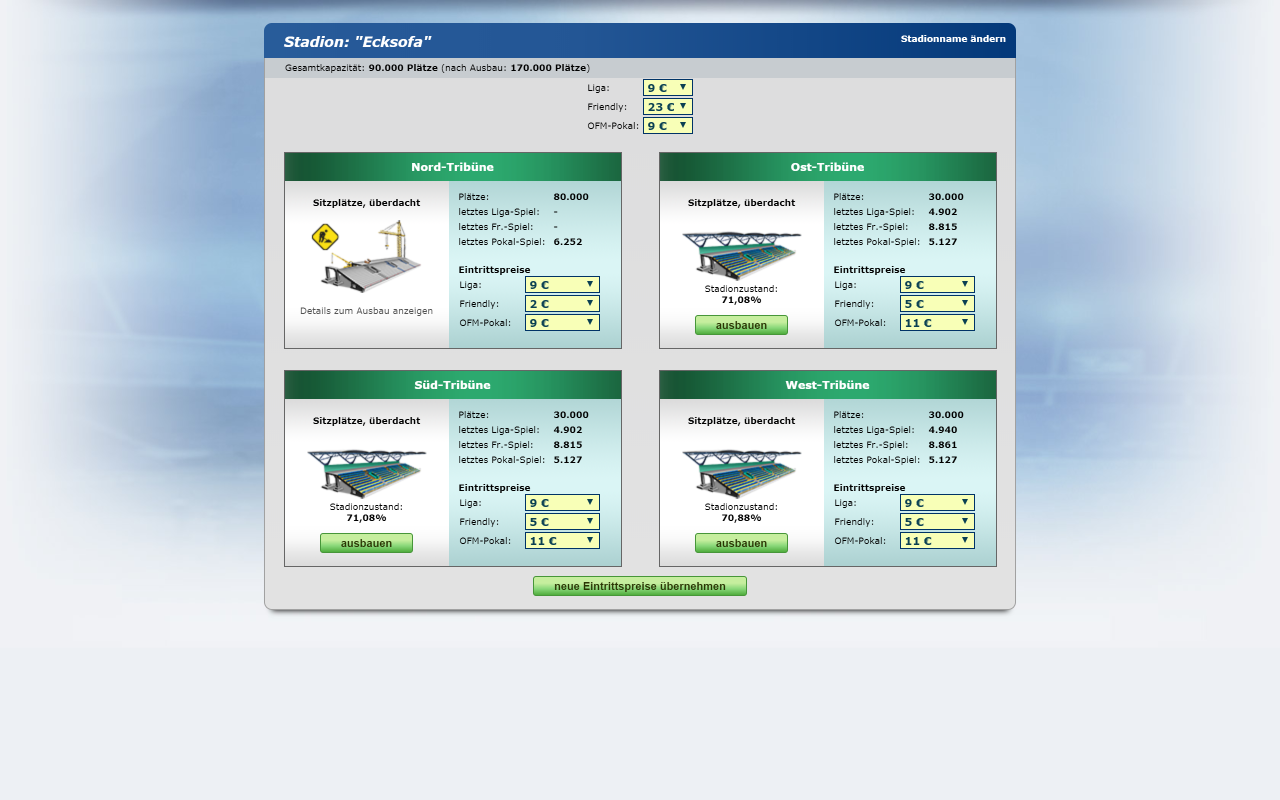 Stadion: "Ecksofa"
Stadionname ändern
Gesamtkapazität: 90.000 Plätze (nach Ausbau: 170.000 Plätze)
Liga: 9 €
Friendly: 23 €
OFM-Pokal: 9 €
Nord-Tribüne
Sitzplätze, überdacht
Details zum Ausbau anzeigen
Plätze: 80.000
letztes Liga-Spiel: -
letztes Fr.-Spiel: -
letztes Pokal-Spiel: 6.252
Eintrittspreise
Liga: 9 €
Friendly: 2 €
OFM-Pokal: 9 €
Ost-Tribüne
Sitzplätze, überdacht
Stadionzustand:
71,08%
ausbauen
Plätze: 30.000
letztes Liga-Spiel: 4.902
letztes Fr.-Spiel: 8.815
letztes Pokal-Spiel: 5.127
Eintrittspreise
Liga: 9 €
Friendly: 5 €
OFM-Pokal: 11 €
Süd-Tribüne
Sitzplätze, überdacht
Stadionzustand:
71,08%
ausbauen
Plätze: 30.000
letztes Liga-Spiel: 4.902
letztes Fr.-Spiel: 8.815
letztes Pokal-Spiel: 5.127
Eintrittspreise
Liga: 9 €
Friendly: 5 €
OFM-Pokal: 11 €
West-Tribüne
Sitzplätze, überdacht
Stadionzustand:
70,88%
ausbauen
Plätze: 30.000
letztes Liga-Spiel: 4.940
letztes Fr.-Spiel: 8.861
letztes Pokal-Spiel: 5.127
Eintrittspreise
Liga: 9 €
Friendly: 5 €
OFM-Pokal: 11 €
neue Eintrittspreise übernehmen